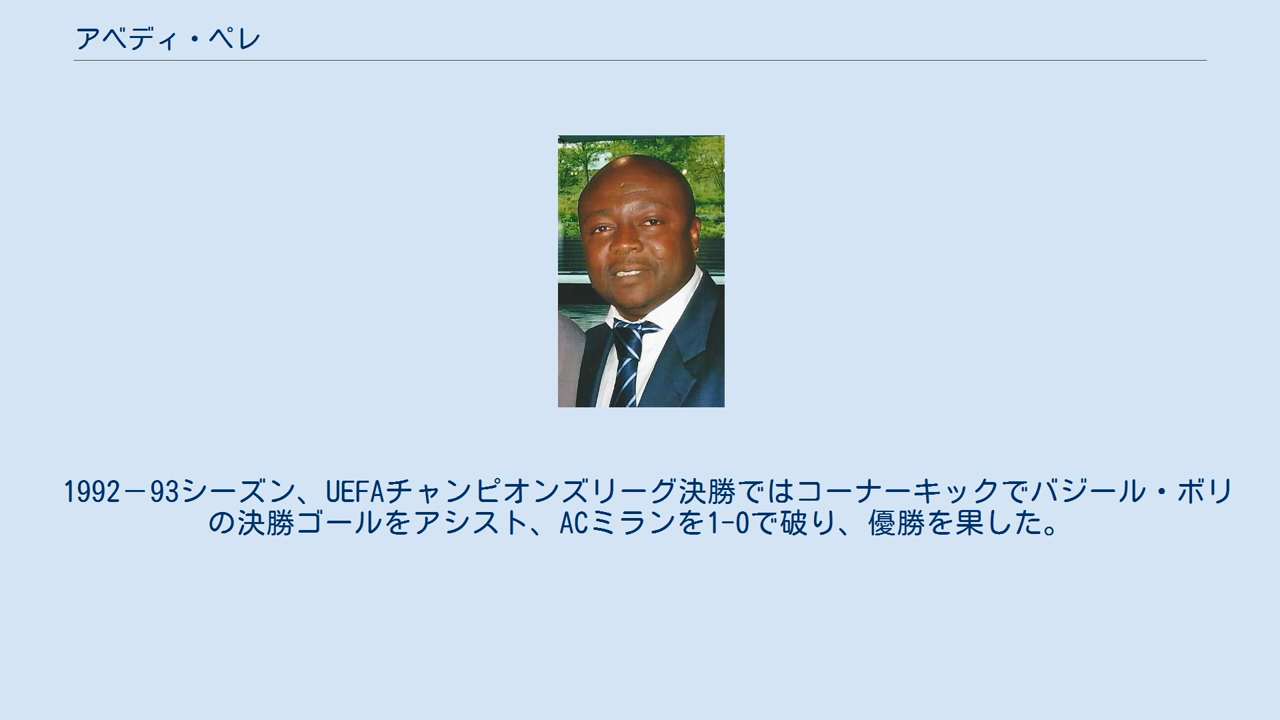 アベディ・ペレ
1992－93シーズン、UEFAチャンピオンズリーグ決勝ではコーナーキックでバジール・ボリ
の決勝ゴールをアシスト、ACミランを1-0で破り、優勝を果した。